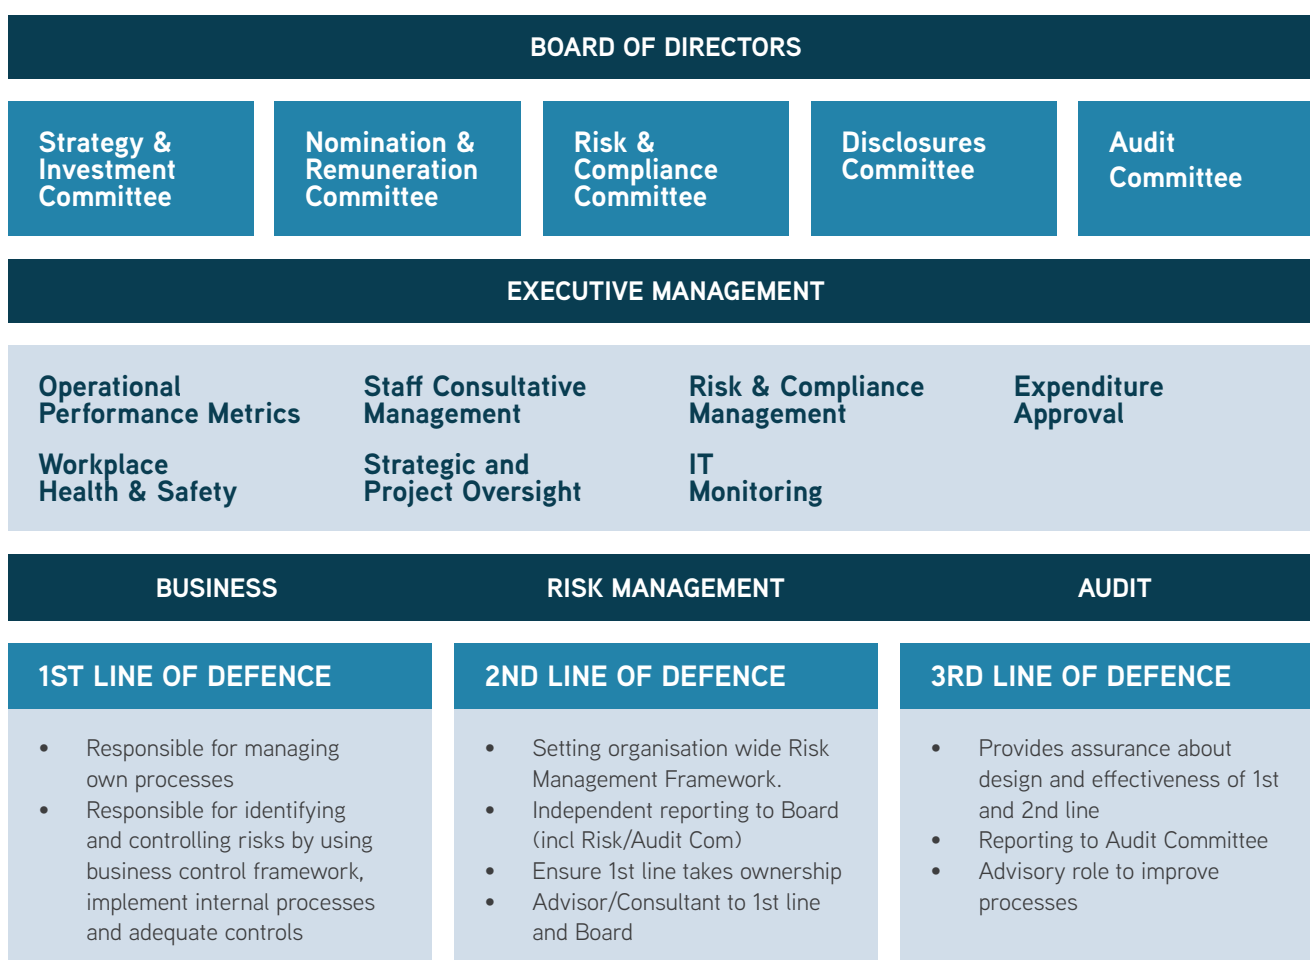 BOARD OF DIRECTORS
Strategy &
Investment
Committee
Nomination &
Remuneration
Committee
Risk &
Compliance
Committee
Disclosures
Committee
Audit
Committee
EXECUTIVE MANAGEMENT
Operational
Performance Metrics
Staff Consultative
Management
Risk & Compliance
Management
Expenditure
Approval
Workplace
Health & Safety
Strategic and
Project Oversight
IT
Monitoring
BUSINESS
RISK MANAGEMENT
AUDIT
1ST LINE OF DEFENCE
• Responsible for managing
own processes
• Responsible for identifying
and controlling risks by using
business control framework,
implement internal processes
and adequate controls
2ND LINE OF DEFENCE
• Setting organisation wide Risk
Management Framework.
• Independent reporting to Board
(incl Risk/Audit Com)
• Ensure 1st line takes ownership
• Advisor/Consultant to 1st line
and Board
3RD LINE OF DEFENCE
• Provides assurance about
design and effectiveness of 1st
and 2nd line
• Reporting to Audit Committee
• Advisory role to improve
processes